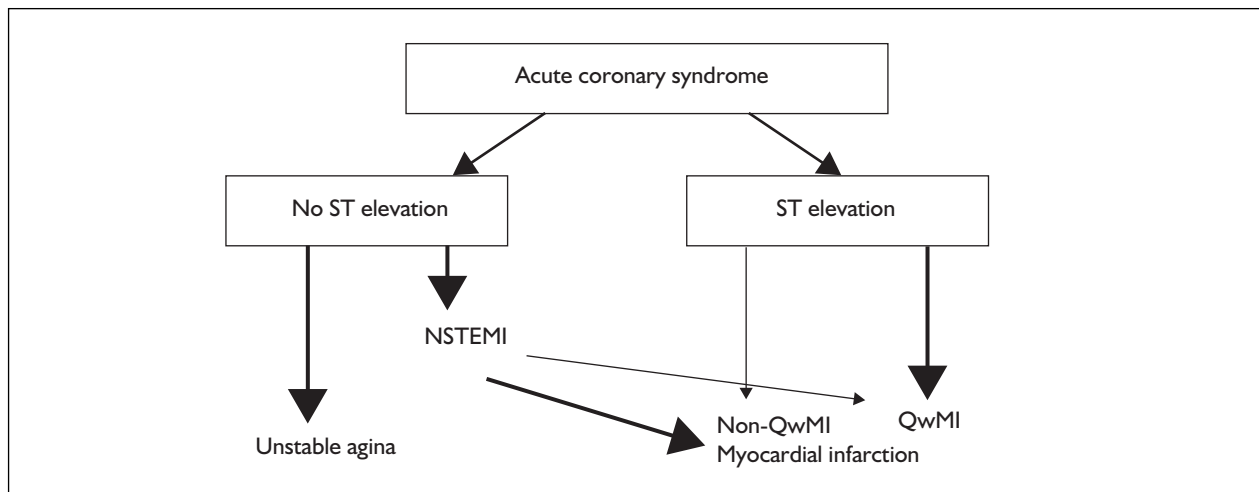 Acute coronary syndrome
No ST elevation
ST elevation
NSTEMI
Unstable agina
Non-QwMI
Myocardial infarction
QwMI